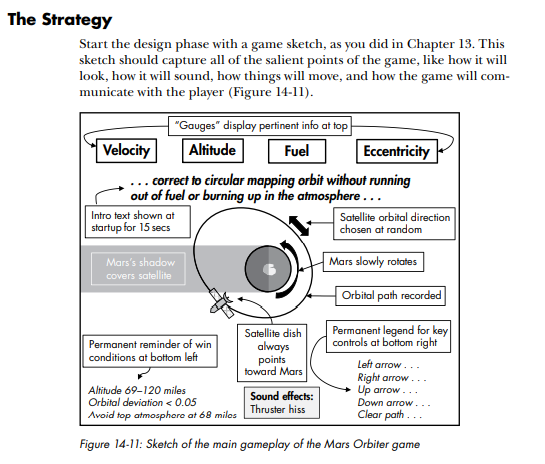 The Strategy
Start the design phase with a game sketch, as you did in Chapter 13. This
sketch should capture all of the salient points of the game, like how it will
look, how it will sound, how things will move, and how the game will com-
municate with the player (Figure 14-11).
“Gauges” display pertinent info at top
Velocity
Altitude
Fuel
Eccentricity
. . . correct to circular mapping orbit without running
out of fuel or burning up in the atmosphere . . .
Intro text shown at
startup for 15 secs
Satellite orbital direction
chosen at random
Mars’s shadow
covers satellite
Mars slowly rotates
Orbital path recorded
Permanent reminder of win
conditions at bottom left
Satellite dish
always
points
toward Mars
Permanent legend for key
controls at bottom right
Altitude 69–120 miles
Orbital deviation < 0.05
Avoid top atmosphere at 68 miles
Sound effects:
Thruster hiss
Left arrow . . .
Right arrow . . .
Up arrow . . .
Down arrow . . .
Clear path . . .
Figure 14-11: Sketch of the main gameplay of the Mars Orbiter game